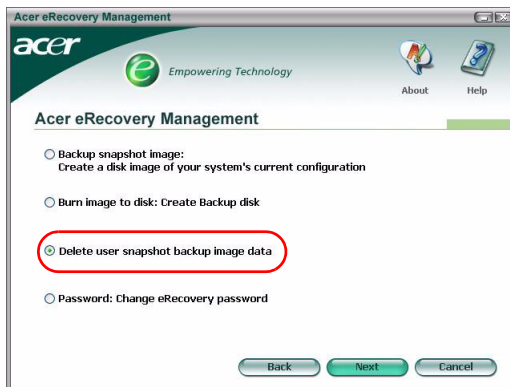 Acer eRecovery Management
acer
e
Empowering Technology
About
Help
Acer eRecovery Management
Backup snapshot image:
Create a disk image of your system's current configuration
Burn image to disk: Create Backup disk
Delete user snapshot backup image data
Password: Change eRecovery password
Back
Next
Cancel